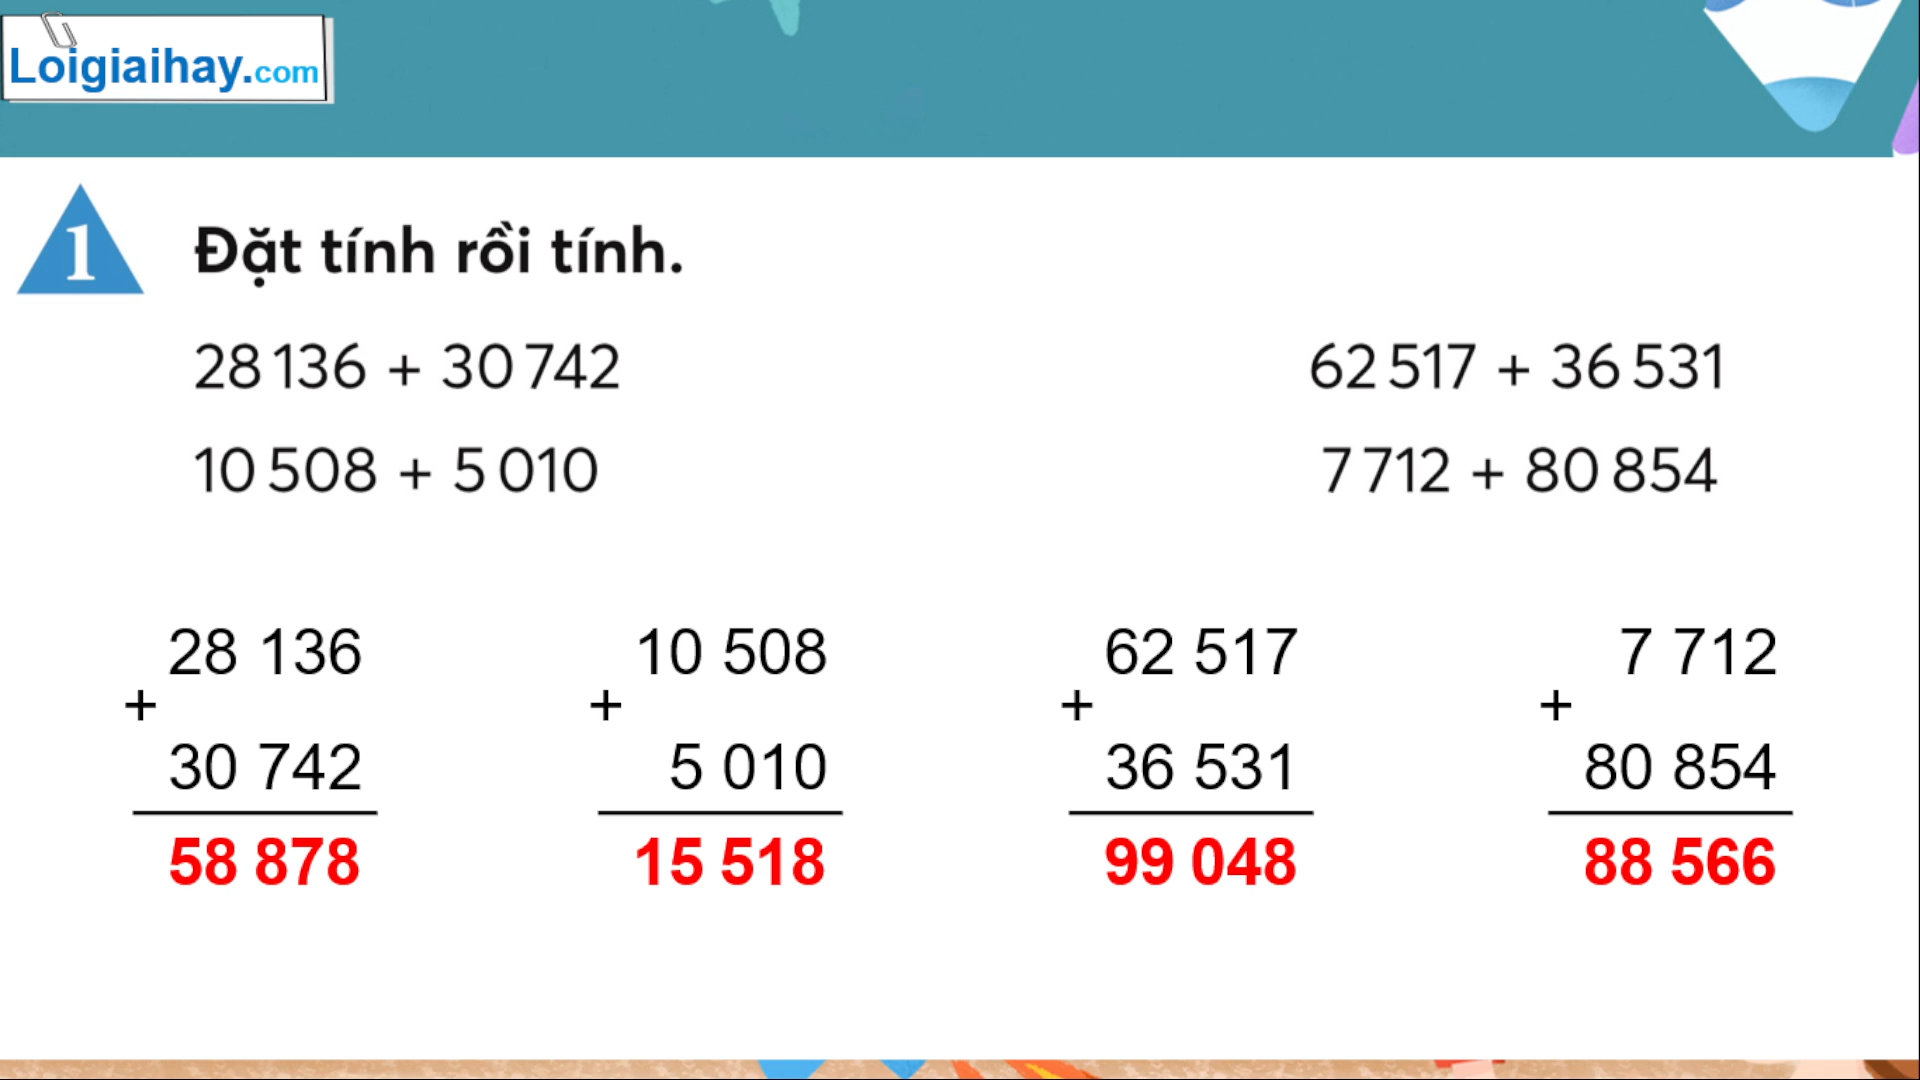 Loigiaihay.com
1 Đặt tính rồi tính.
28 136 + 30 742 62 517 + 36 531
10 508 + 5 010 7 712 + 80 854
28 136 10 508 62 517 7 712
+ + + +
30 742 5 010 36 531 80 854
58 878 15 518 99 048 88 566